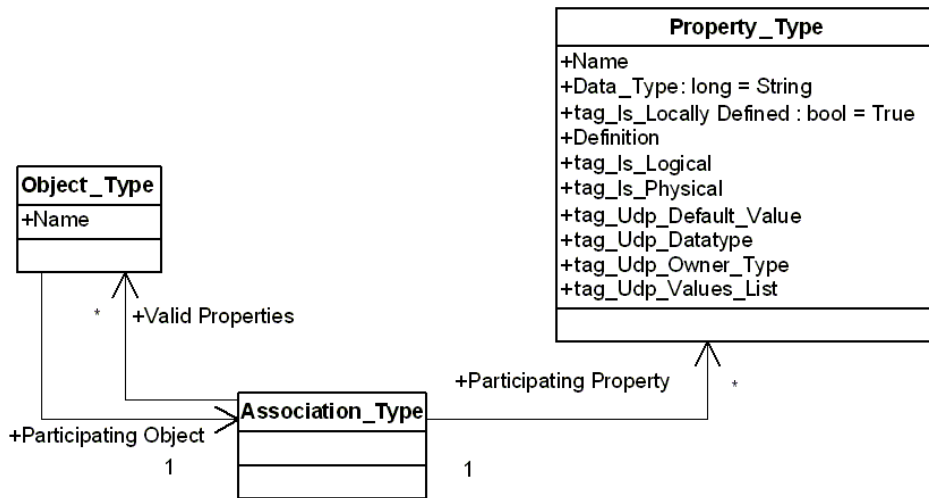 Property_Type
+Name
+Data_Type: long = String
+tag_Is_Locally Defined : bool = True
+Definition
+tag_Is_Logical
+tag_Is_Physical
+tag_Udp_Default_Value
+tag_Udp_Datatype
+tag_Udp_Owner_Type
+tag_Udp_Values_List
Object_Type
+Name
* +Valid Properties
+Participating Property *
Association_Type
+Participating Object
1 1